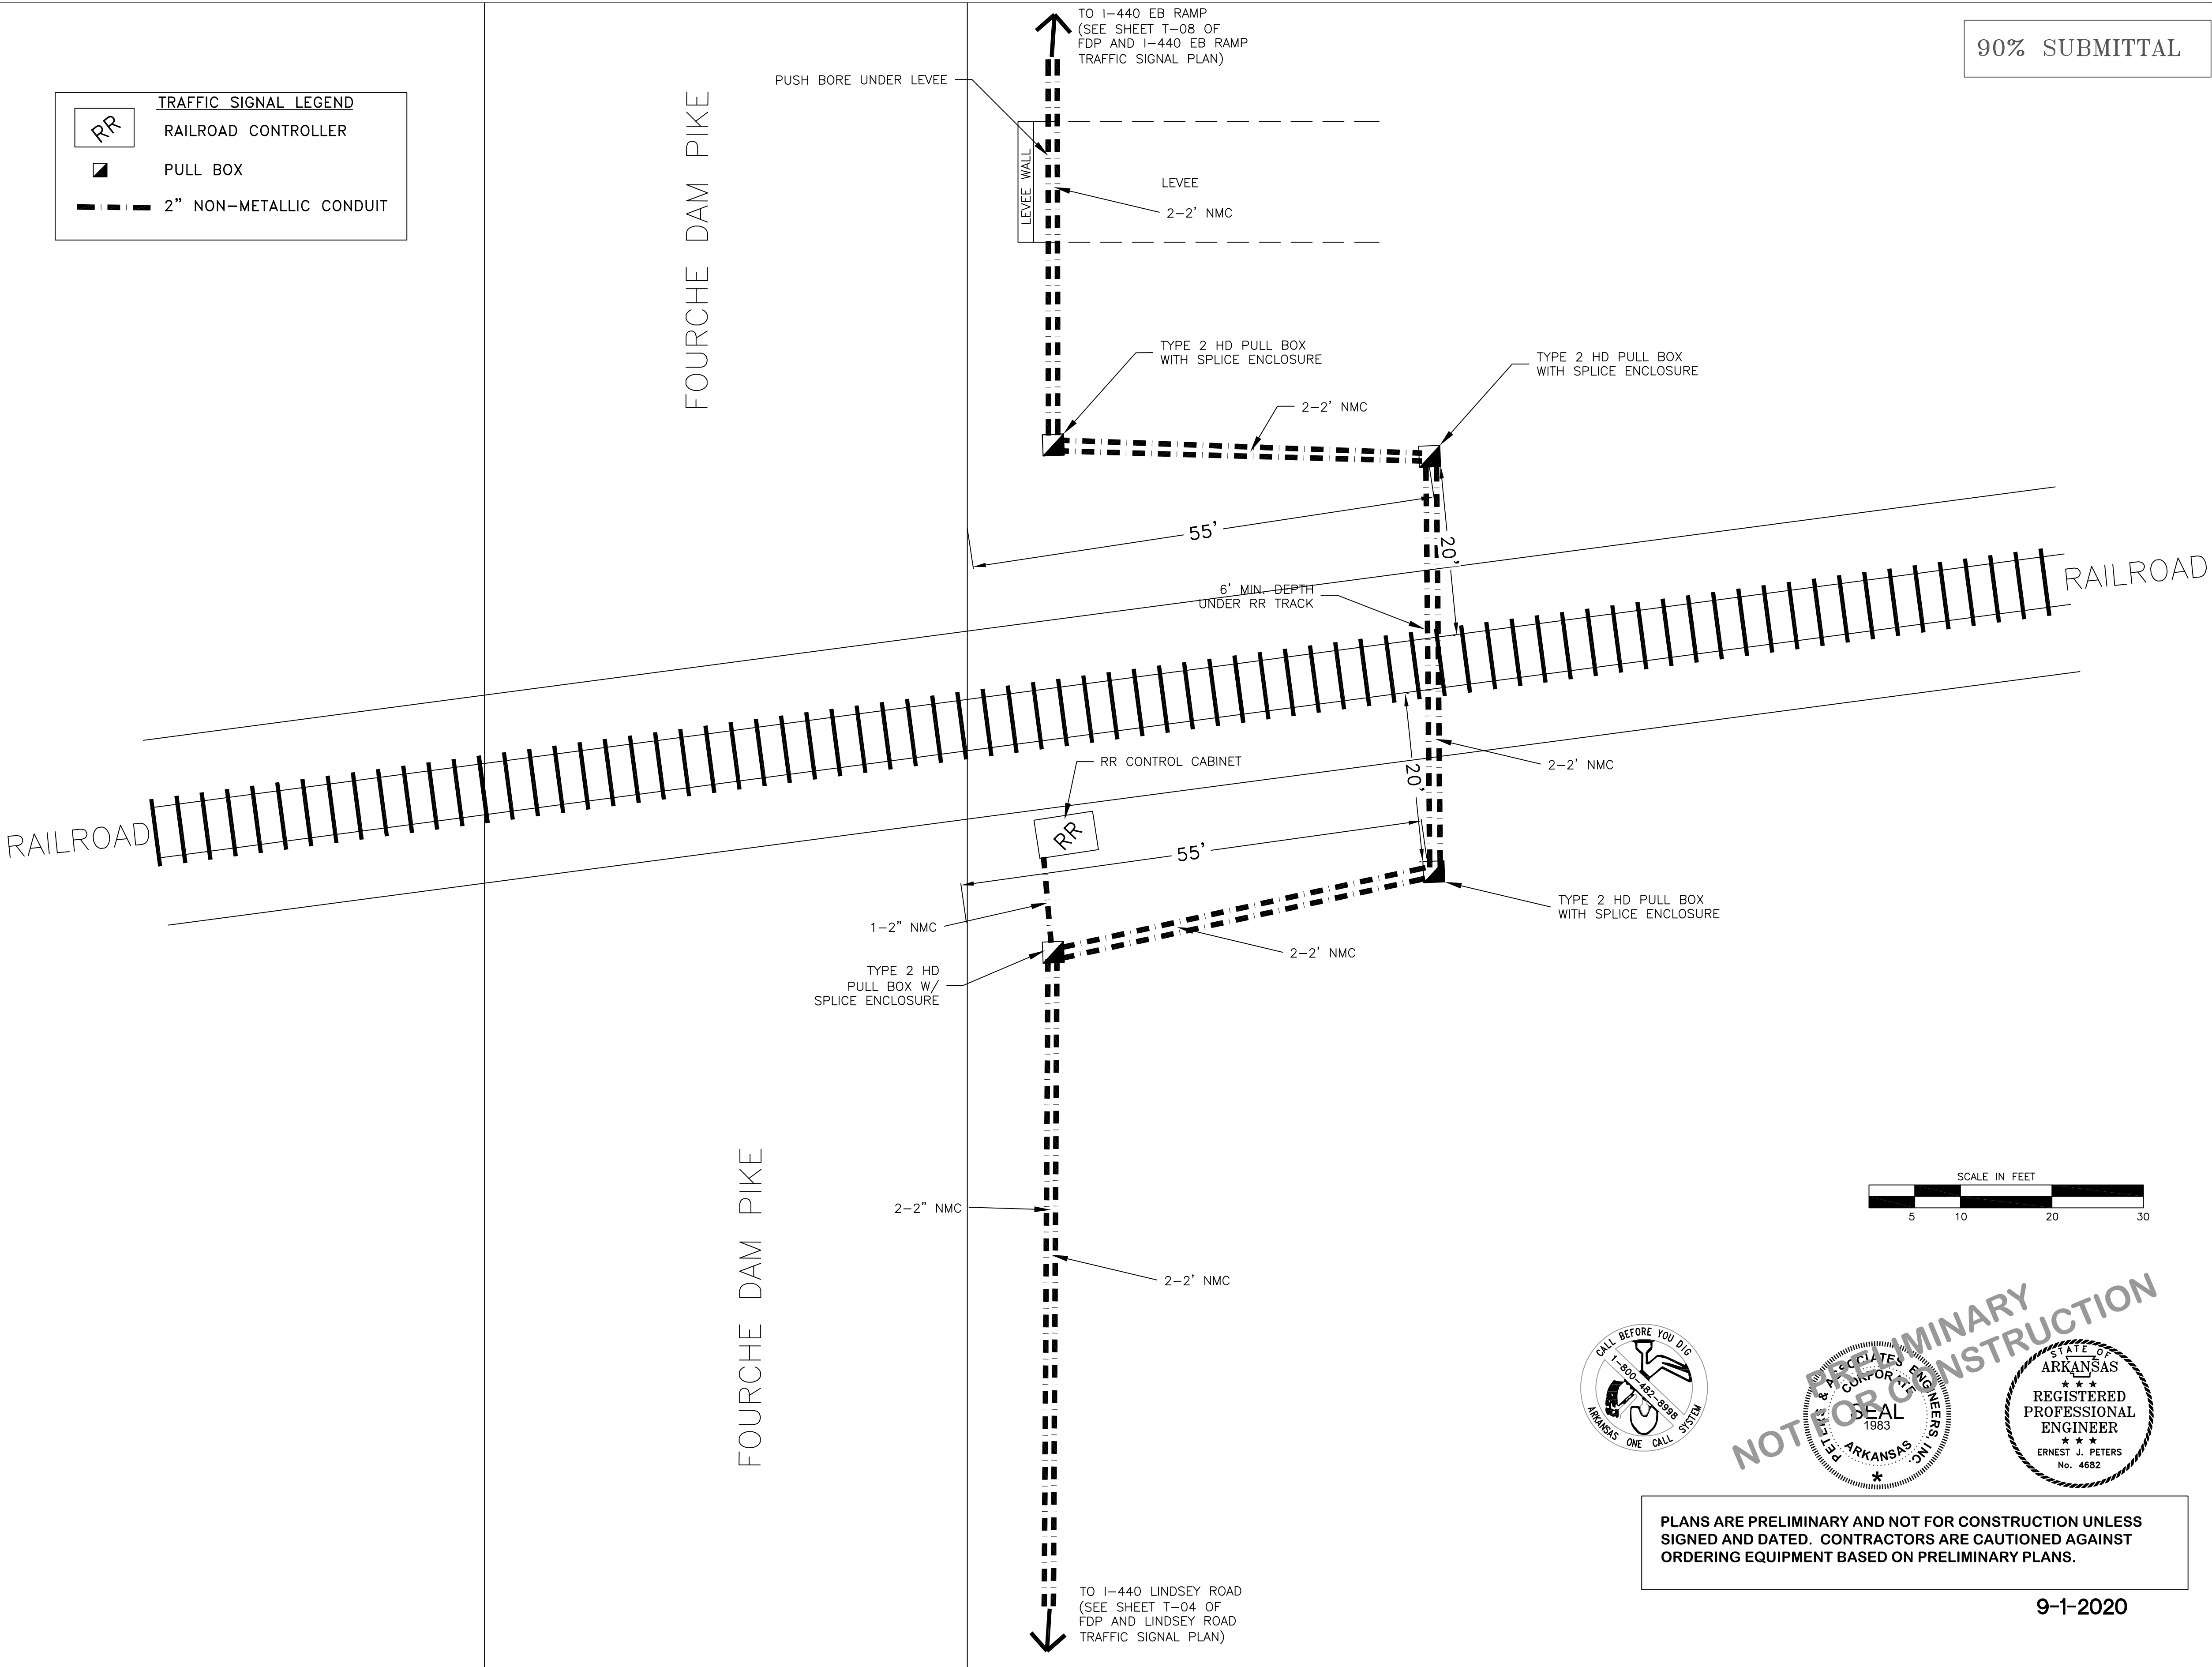 90% SUBMITTAL
TRAFFIC SIGNAL LEGEND
RR
RAILROAD CONTROLLER
PULL BOX
2" NON-METALLIC CONDUIT
FOURCHE DAM PIKE
TO I-440 EB RAMP
(SEE SHEET T-08 OF
FDP AND I-440 EB RAMP
TRAFFIC SIGNAL PLAN)
PUSH BORE UNDER LEVEE
LEVEE WALL
LEVEE
2-2' NMC
TYPE 2 HD PULL BOX
WITH SPLICE ENCLOSURE
TYPE 2 HD PULL BOX
WITH SPLICE ENCLOSURE
2-2' NMC
55'
20'
6' MIN. DEPTH
UNDER RR TRACK
RAILROAD
RAILROAD
RR CONTROL CABINET
2-2' NMC
20'
RR
55'
TYPE 2 HD PULL BOX
WITH SPLICE ENCLOSURE
1-2" NMC
2-2' NMC
TYPE 2 HD
PULL BOX W/
SPLICE ENCLOSURE
FOURCHE DAM PIKE
2-2" NMC
2-2' NMC
SCALE IN FEET
5 10 20 30
TO I-440 LINDSEY ROAD
(SEE SHEET T-04 OF
FDP AND LINDSEY ROAD
TRAFFIC SIGNAL PLAN)
CALL BEFORE YOU DIG
1-800-482-8998
ARKANSAS ONE CALL SYSTEM
PRELIMINARY
NOT FOR CONSTRUCTION
PETERS & ASSOCIATES ENGINEERS INC.
CORPORATE
SEAL
1983
ARKANSAS
*
STATE OF
ARKANSAS
★ ★ ★
REGISTERED
PROFESSIONAL
ENGINEER
★ ★ ★
ERNEST J. PETERS
No. 4682
PLANS ARE PRELIMINARY AND NOT FOR CONSTRUCTION UNLESS
SIGNED AND DATED. CONTRACTORS ARE CAUTIONED AGAINST
ORDERING EQUIPMENT BASED ON PRELIMINARY PLANS.
9-1-2020